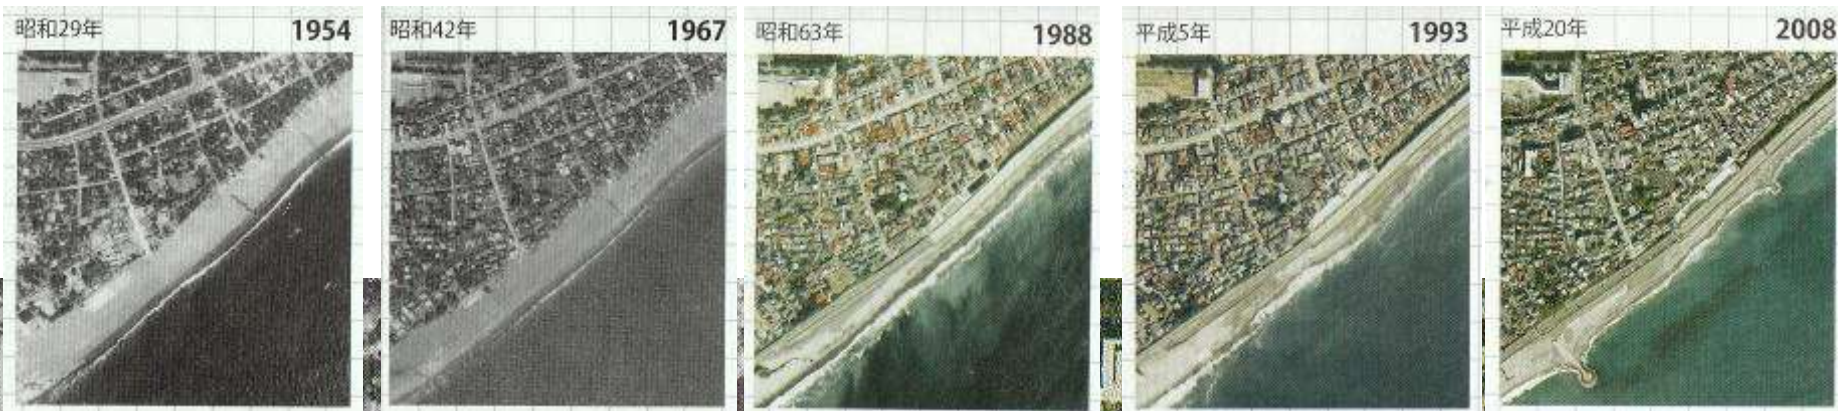 昭和29年 1954
昭和42年 1967
昭和63年 1988
平成5年 1993
平成20年 2008